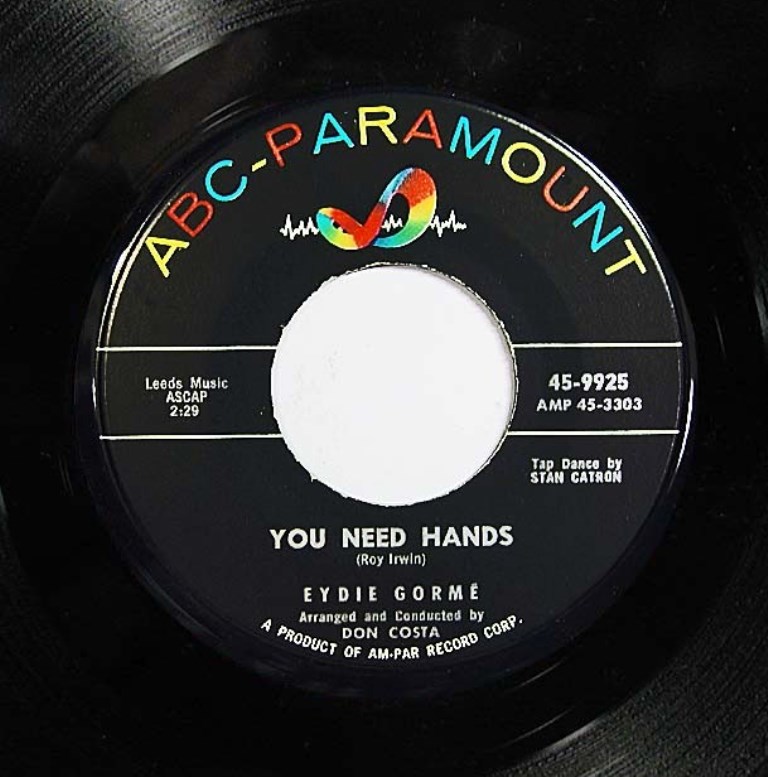 ABC-PARAMOUNT
Leeds Music
ASCAP
2:29
45-9925
AMP 45-3303
Tap Dance by
STAN CATRON
YOU NEED HANDS
(Roy Irwin)
EYDIE GORMÉ
Arranged and Conducted by
DON COSTA
A PRODUCT OF AM-PAR RECORD CORP.